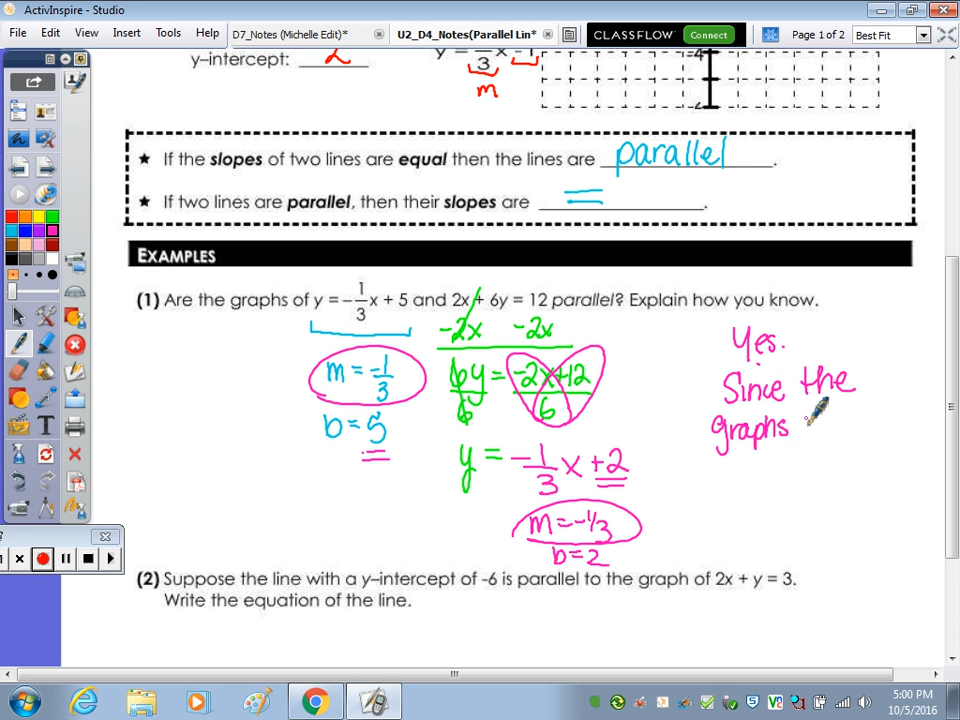 ActivInspire - Studio
File Edit View Insert Tools Help
D7_Notes (Michelle Edit)*
U2_D4_Notes(Parallel Lin*
CLASSFLOW Connect
Page 1 of 2
Best Fit
y-intercept: 2
y = 3 x - 1
m
-4
★ If the slopes of two lines are equal then the lines are parallel.
★ If two lines are parallel, then their slopes are =.
EXAMPLES
(1) Are the graphs of y = -1/3 x + 5 and 2x + 6y = 12 parallel? Explain how you know.
-2x -2x
m = -1/3
b = 5
6y = -2x+12
6 6
y = -1/3 x +2
m = -1/3
b = 2
Yes.
Since the
graphs
(2) Suppose the line with a y-intercept of -6 is parallel to the graph of 2x + y = 3.
Write the equation of the line.
5:00 PM
10/5/2016